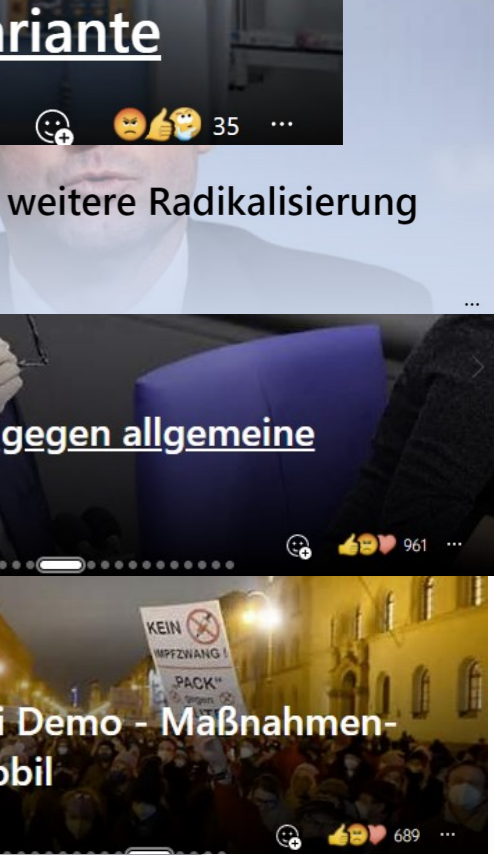 ariante
35
weitere Radikalisierung
gegen allgemeine
961
KEIN
IMPFZWANG !
"PACK"
gegen
i Demo - Maßnahmen-
obil
689